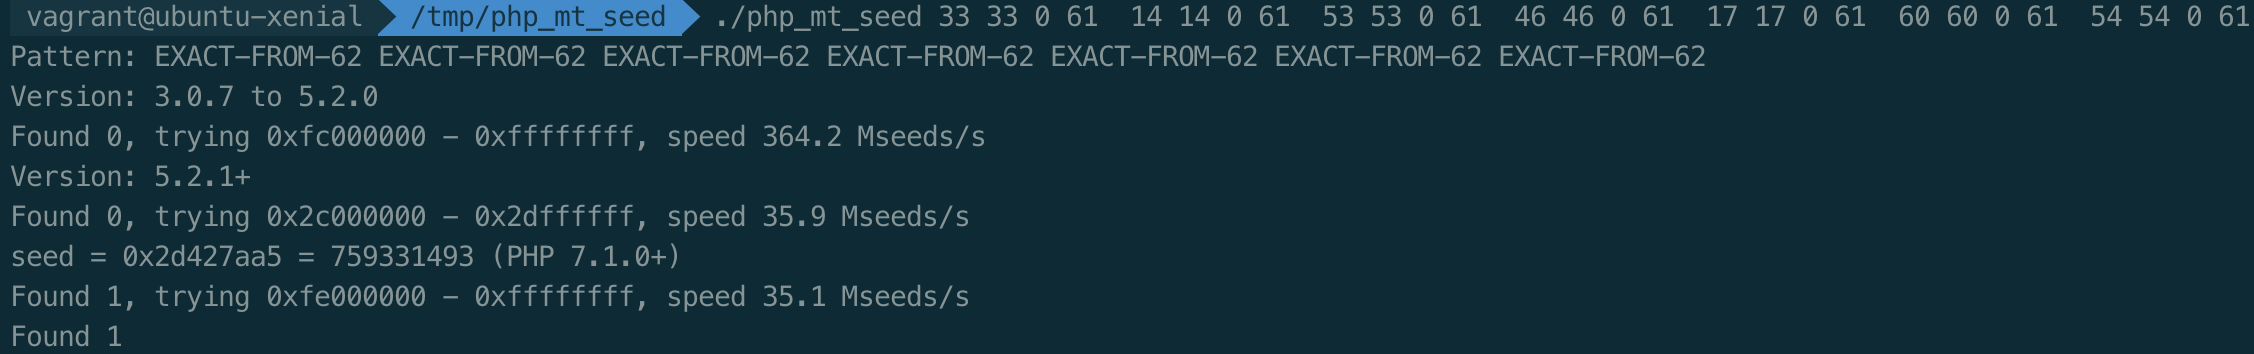 vagrant@ubuntu-xenial /tmp/php_mt_seed ./php_mt_seed 33 33 0 61  14 14 0 61  53 53 0 61  46 46 0 61  17 17 0 61  60 60 0 61  54 54 0 61
Pattern: EXACT-FROM-62 EXACT-FROM-62 EXACT-FROM-62 EXACT-FROM-62 EXACT-FROM-62 EXACT-FROM-62 EXACT-FROM-62
Version: 3.0.7 to 5.2.0
Found 0, trying 0xfc000000 - 0xffffffff, speed 364.2 Mseeds/s
Version: 5.2.1+
Found 0, trying 0x2c000000 - 0x2dffffff, speed 35.9 Mseeds/s
seed = 0x2d427aa5 = 759331493 (PHP 7.1.0+)
Found 1, trying 0xfe000000 - 0xffffffff, speed 35.1 Mseeds/s
Found 1